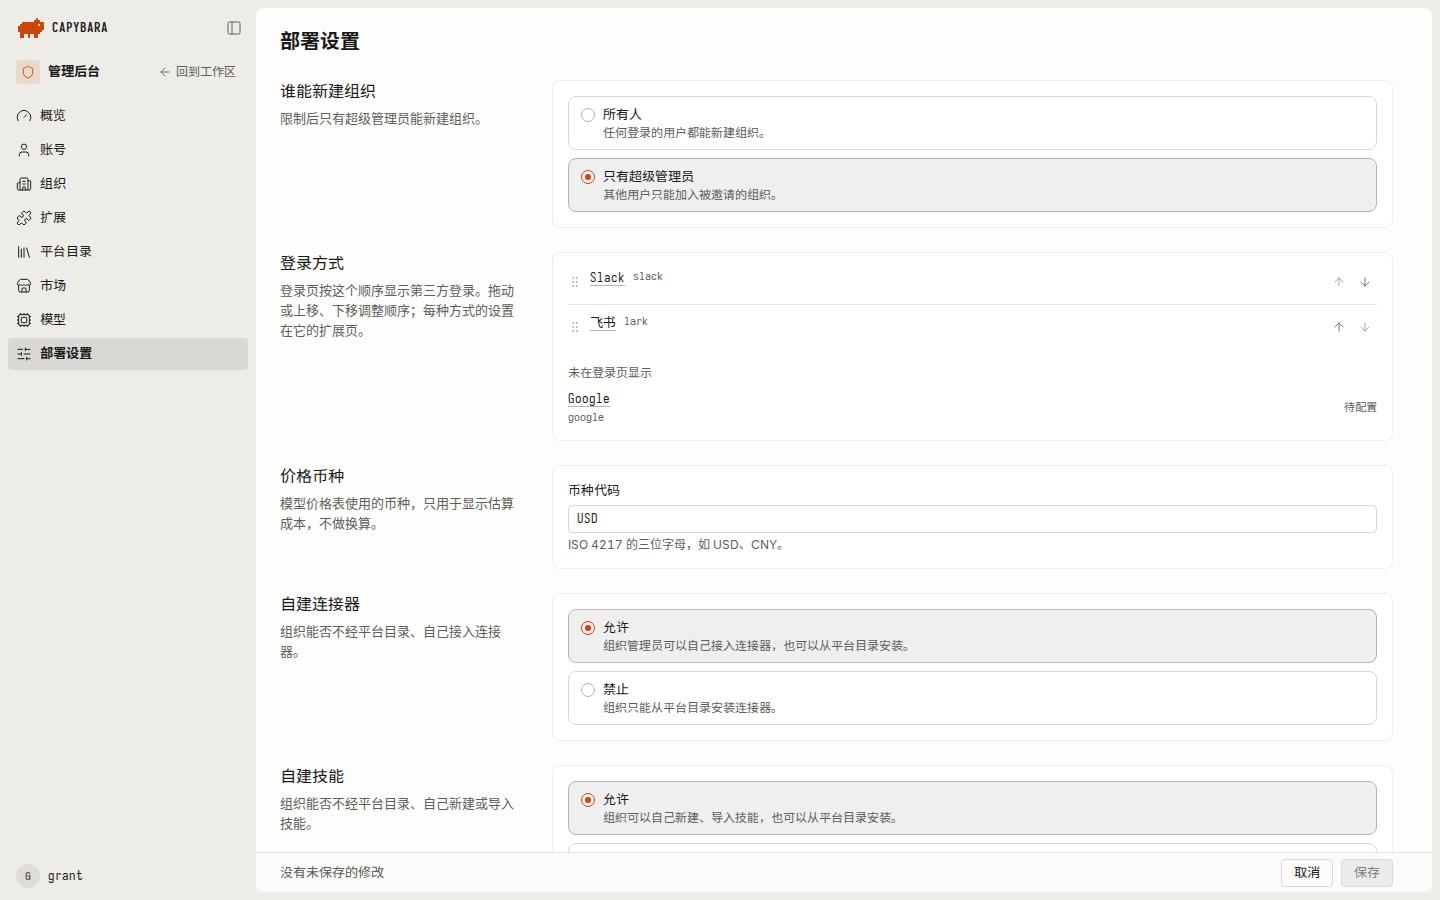 CAPYBARA
管理后台
回到工作区
概览
账号
组织
扩展
平台目录
市场
模型
部署设置
G
grant
部署设置
谁能新建组织
限制后只有超级管理员能新建组织。
所有人
任何登录的用户都能新建组织。
只有超级管理员
其他用户只能加入被邀请的组织。
登录方式
登录页按这个顺序显示第三方登录。拖动
或上移、下移调整顺序；每种方式的设置
在它的扩展页。
Slack slack
飞书 lark
未在登录页显示
Google
google
待配置
价格币种
模型价格表使用的币种，只用于显示估算
成本，不做换算。
币种代码
USD
ISO 4217 的三位字母，如 USD、CNY。
自建连接器
组织能否不经平台目录、自己接入连接
器。
允许
组织管理员可以自己接入连接器，也可以从平台目录安装。
禁止
组织只能从平台目录安装连接器。
自建技能
组织能否不经平台目录、自己新建或导入
技能。
允许
组织可以自己新建、导入技能，也可以从平台目录安装。
没有未保存的修改
取消
保存